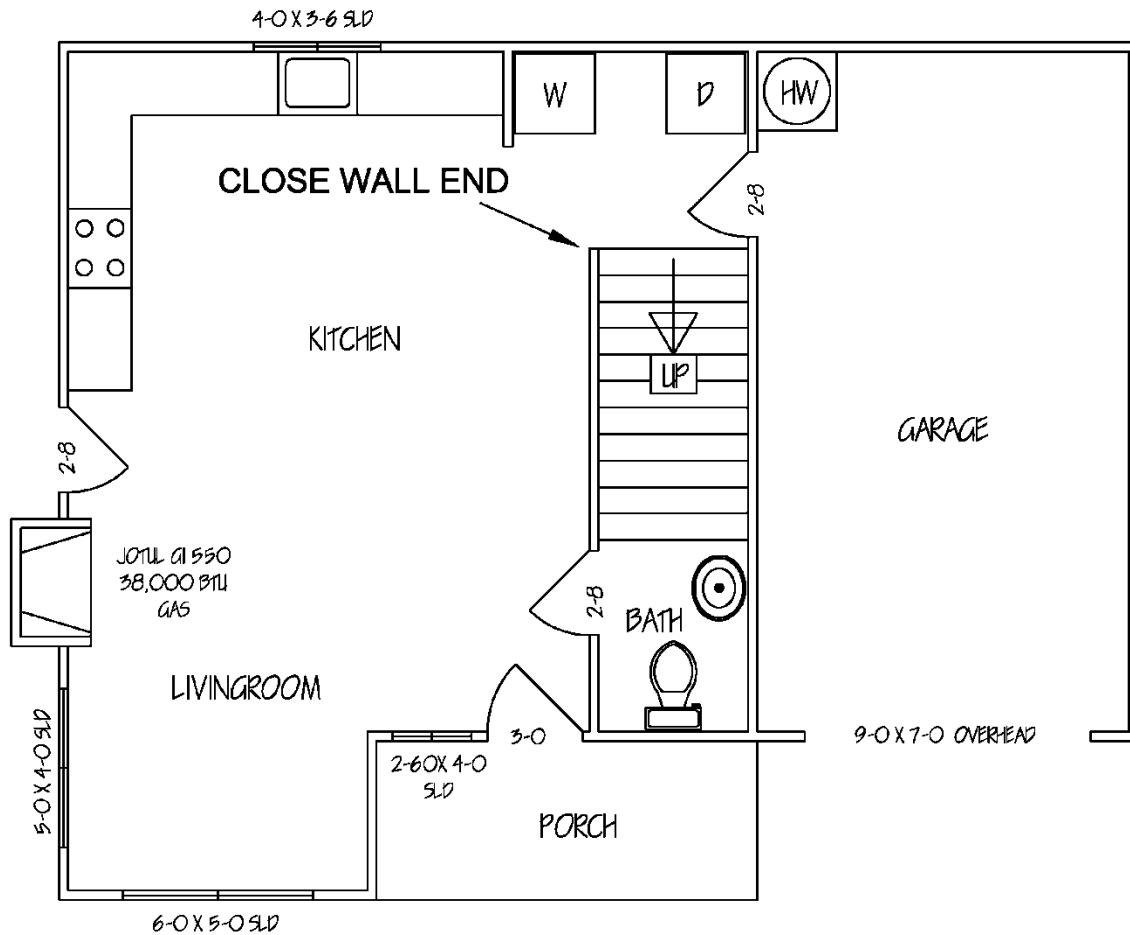 4-0 X 3-6 SLD
W
D
HW
CLOSE WALL END
2-8
KITCHEN
UP
GARAGE
2-8
JOTUL GI 550
38,000 BTU
GAS
2-8
BATH
LIVINGROOM
3-0
9-0 X 7-0 OVERHEAD
2-6 0X 4-0
SLD
5-0 X 4-0 SLD
PORCH
6-0 X 5-0 SLD